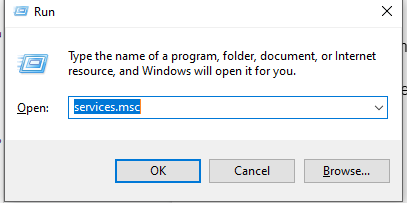 Run
Type the name of a program, folder, document, or Internet
resource, and Windows will open it for you.
Open: services.msc
OK Cancel Browse...